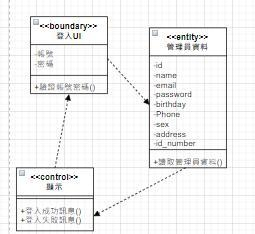 <<boundary>>
登入UI
-帳號
-密碼
+驗證帳號密碼()
<<entity>>
管理員資料
-id
-name
-email
-password
-birthday
-Phone
-sex
-address
-id_number
+讀取管理員資料()
<<control>>
顯示
+登入成功訊息()
+登入失敗訊息()